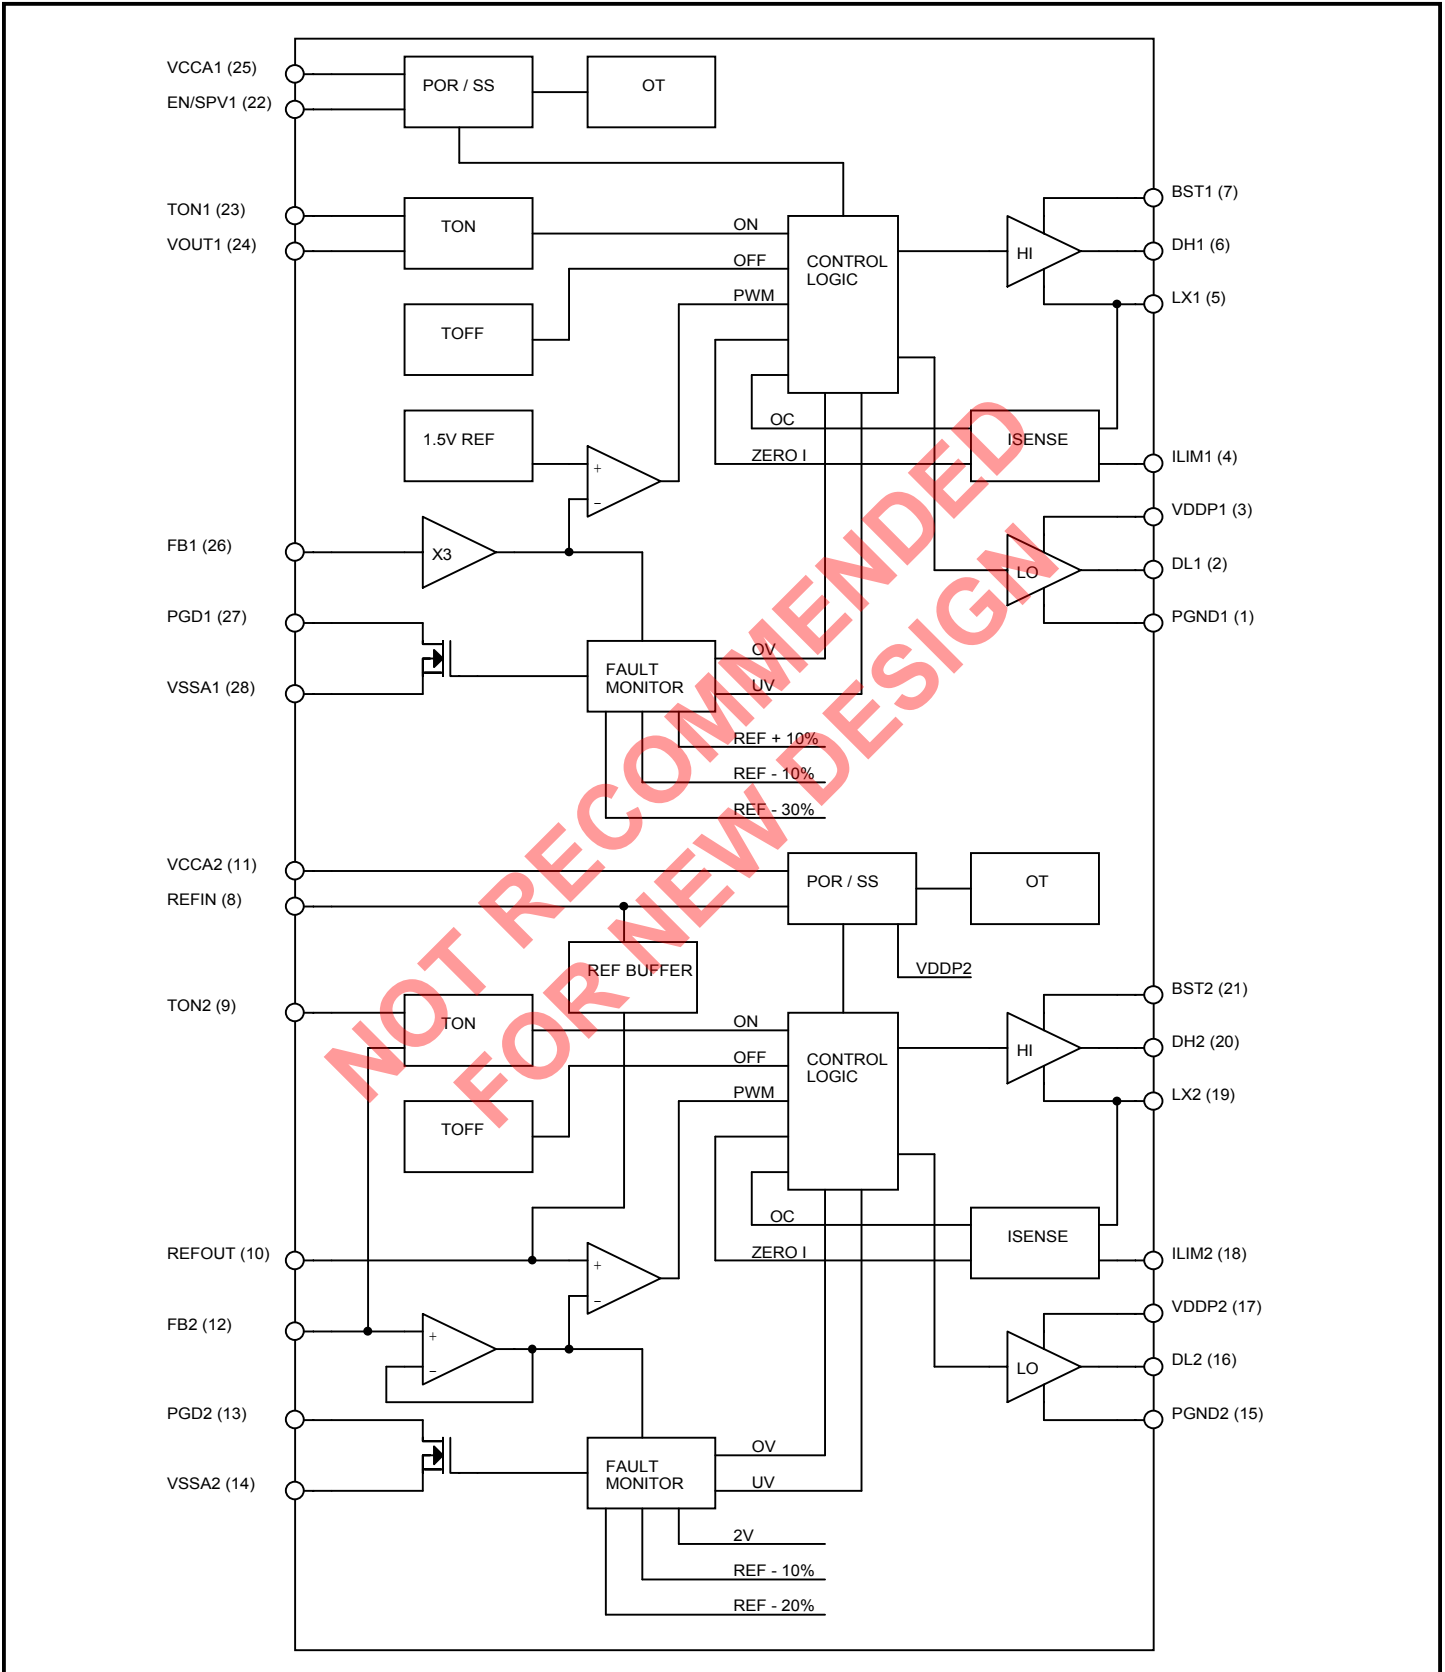 VCCA1 (25)
EN/SPV1 (22)
POR / SS
OT
TON1 (23)
VOUT1 (24)
TON
ON
OFF
PWM
CONTROL
LOGIC
HI
BST1 (7)
DH1 (6)
LX1 (5)
TOFF
1.5V REF
+
−
OC
ZERO I
ISENSE
ILIM1 (4)
VDDP1 (3)
FB1 (26)
X3
LO
DL1 (2)
PGD1 (27)
PGND1 (1)
VSSA1 (28)
FAULT
MONITOR
OV
UV
REF + 10%
REF - 10%
REF - 30%
NOT RECOMMENDED
FOR NEW DESIGN
VCCA2 (11)
REFIN (8)
POR / SS
OT
VDDP2
REF BUFFER
TON2 (9)
TON
ON
OFF
PWM
CONTROL
LOGIC
HI
BST2 (21)
DH2 (20)
LX2 (19)
TOFF
OC
ZERO I
ISENSE
REFOUT (10)
+
−
ILIM2 (18)
VDDP2 (17)
FB2 (12)
+
−
LO
DL2 (16)
PGD2 (13)
PGND2 (15)
VSSA2 (14)
FAULT
MONITOR
OV
UV
2V
REF - 10%
REF - 20%